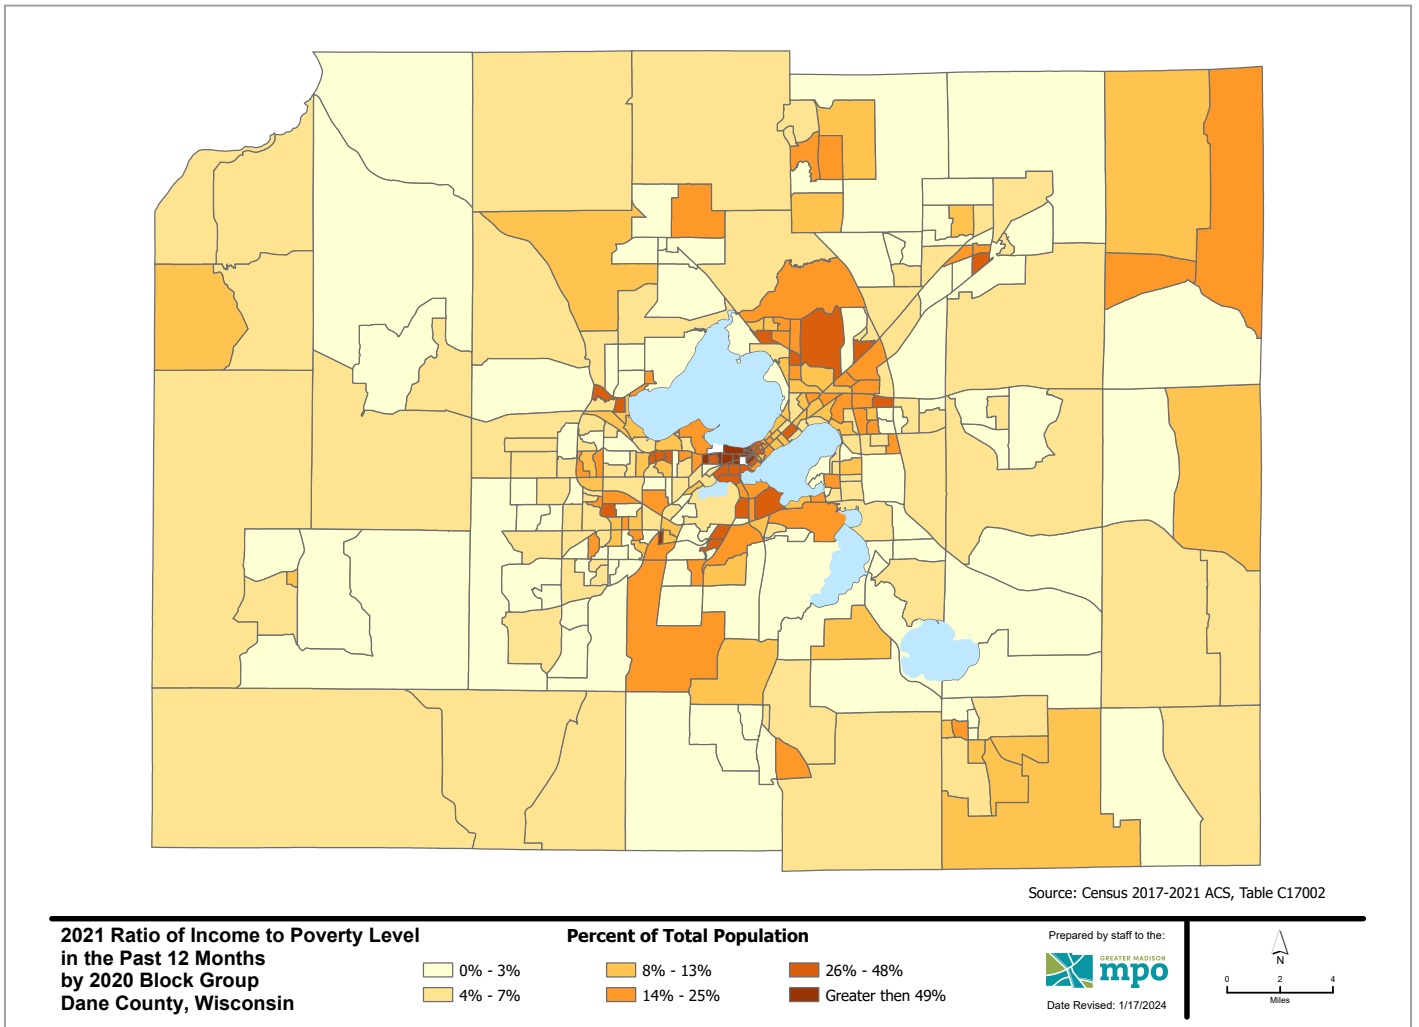 Source: Census 2017-2021 ACS, Table C17002
2021 Ratio of Income to Poverty Level
in the Past 12 Months
by 2020 Block Group
Dane County, Wisconsin
Percent of Total Population
0% - 3%
4% - 7%
8% - 13%
14% - 25%
26% - 48%
Greater then 49%
Prepared by staff to the:
GREATER MADISON
mpo
Date Revised: 1/17/2024
N
0 2 4
Miles